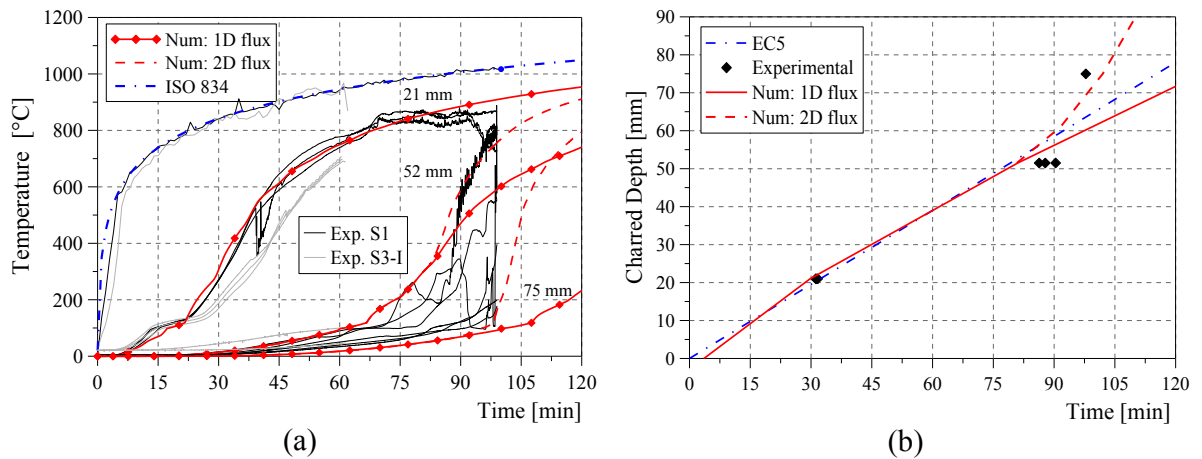 Num: 1D flux
Num: 2D flux
ISO 834
21 mm
52 mm
75 mm
Exp. S1
Exp. S3-I
Temperature [°C]
1200
1000
800
600
400
200
0
0 15 30 45 60 75 90 105 120
Time [min]
(a)
EC5
Experimental
Num: 1D flux
Num: 2D flux
Charred Depth [mm]
90
80
70
60
50
40
30
20
10
0
0 15 30 45 60 75 90 105 120
Time [min]
(b)